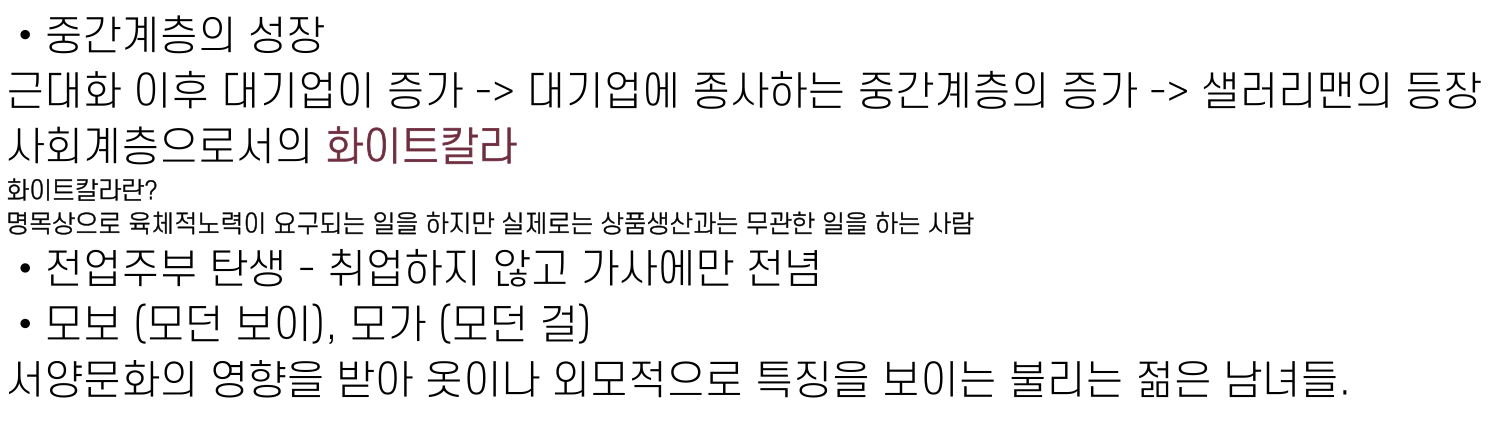 • 중간계층의 성장
근대화 이후 대기업이 증가 -> 대기업에 종사하는 중간계층의 증가 -> 샐러리맨의 등장
사회계층으로서의 화이트칼라
화이트칼라란?
명목상으로 육체적노력이 요구되는 일을 하지만 실제로는 상품생산과는 무관한 일을 하는 사람
• 전업주부 탄생 - 취업하지 않고 가사에만 전념
• 모보 (모던 보이), 모가 (모던 걸)
서양문화의 영향을 받아 옷이나 외모적으로 특징을 보이는 불리는 젊은 남녀들.